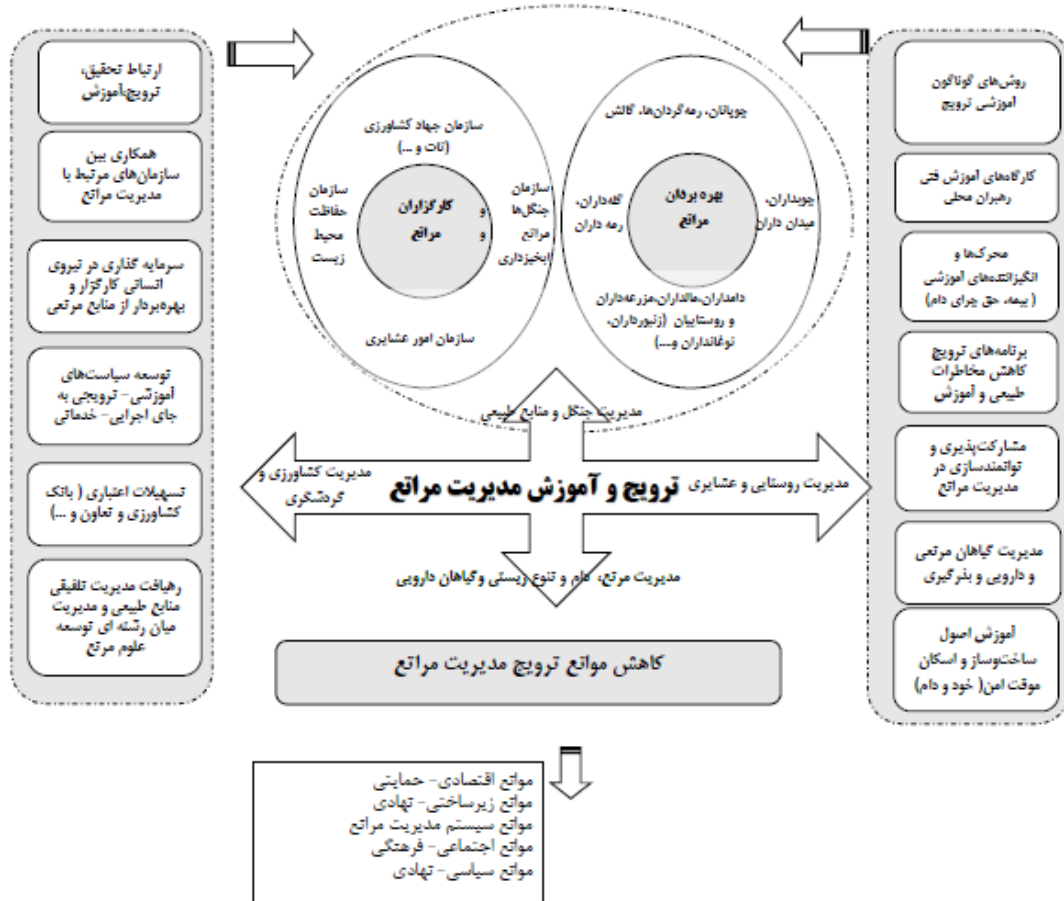 روش‌های گوناگون
آموزشی ترویج
کارگاه‌های آموزش فنی
رهبران محلی
محرک‌ها و
انگیزاننده‌های آموزشی
( بیمه، حق چرای دام)
برنامه‌های ترویج
کاهش مخاطرات
طبیعی و آموزش
مشارکت‌پذیری و
توانمندسازی در
مدیریت مراتع
مدیریت گیاهان مرتعی
و دارویی و بذرگیری
آموزش اصول
ساخت‌وساز و اسکان
موقت امن( خود و دام)
چوپانان، رمه‌گردان‌ها، گالش
چوبداران،
میدان داران
بهره بردان
مراتع
گله‌داران،
رمه داران
دامداران،مالداران،مزرعه‌داران
و روستاییان (زنبورداران،
نوغانداران و....)
سازمان جهاد کشاورزی
(تات و ...)
سازمان
جنگل‌ها
مراتع و
ابخیزداری و
کارگزاران
مراتع
سازمان
حفاظت
محیط
زیست
سازمان امور عشایری
مدیریت جنگل و منابع طبیعی
مدیریت روستایی و عشایری
ترویج و آموزش مدیریت مراتع
مدیریت کشاورزی و
گردشگری
مدیریت مرتع، دام و تنوع زیستی وگیاهان دارویی
کاهش موانع ترویج مدیریت مراتع
موانع اقتصادی- حمایتی
موانع زیرساختی- نهادی
موانع سیستم مدیریت مراتع
موانع اجتماعی- فرهنگی
موانع سیاسی- نهادی
ارتباط تحقیق،
ترویج،آموزش
همکاری بین
سازمان‌های مرتبط با
مدیریت مراتع
سرمایه گذاری در نیروی
انسانی کارگزار و
بهره‌بردار از منابع مرتعی
توسعه سیاست‌های
آموزشی- ترویجی به
جای اجرایی- خدماتی
تسهیلات اعتباری ( بانک
کشاورزی و تعاون و ...)
رهیافت مدیریت تلفیقی
منابع طبیعی و مدیریت
میان رشته ای توسعه
علوم مرتع